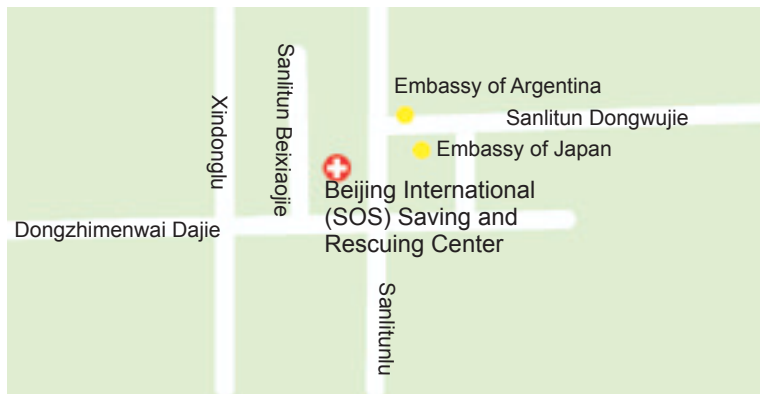 Sanlitun Beixiaojie
Xindonglu
Embassy of Argentina
Sanlitun Dongwujie
Embassy of Japan
Beijing International
(SOS) Saving and
Rescuing Center
Dongzhimenwai Dajie
Sanlitunlu